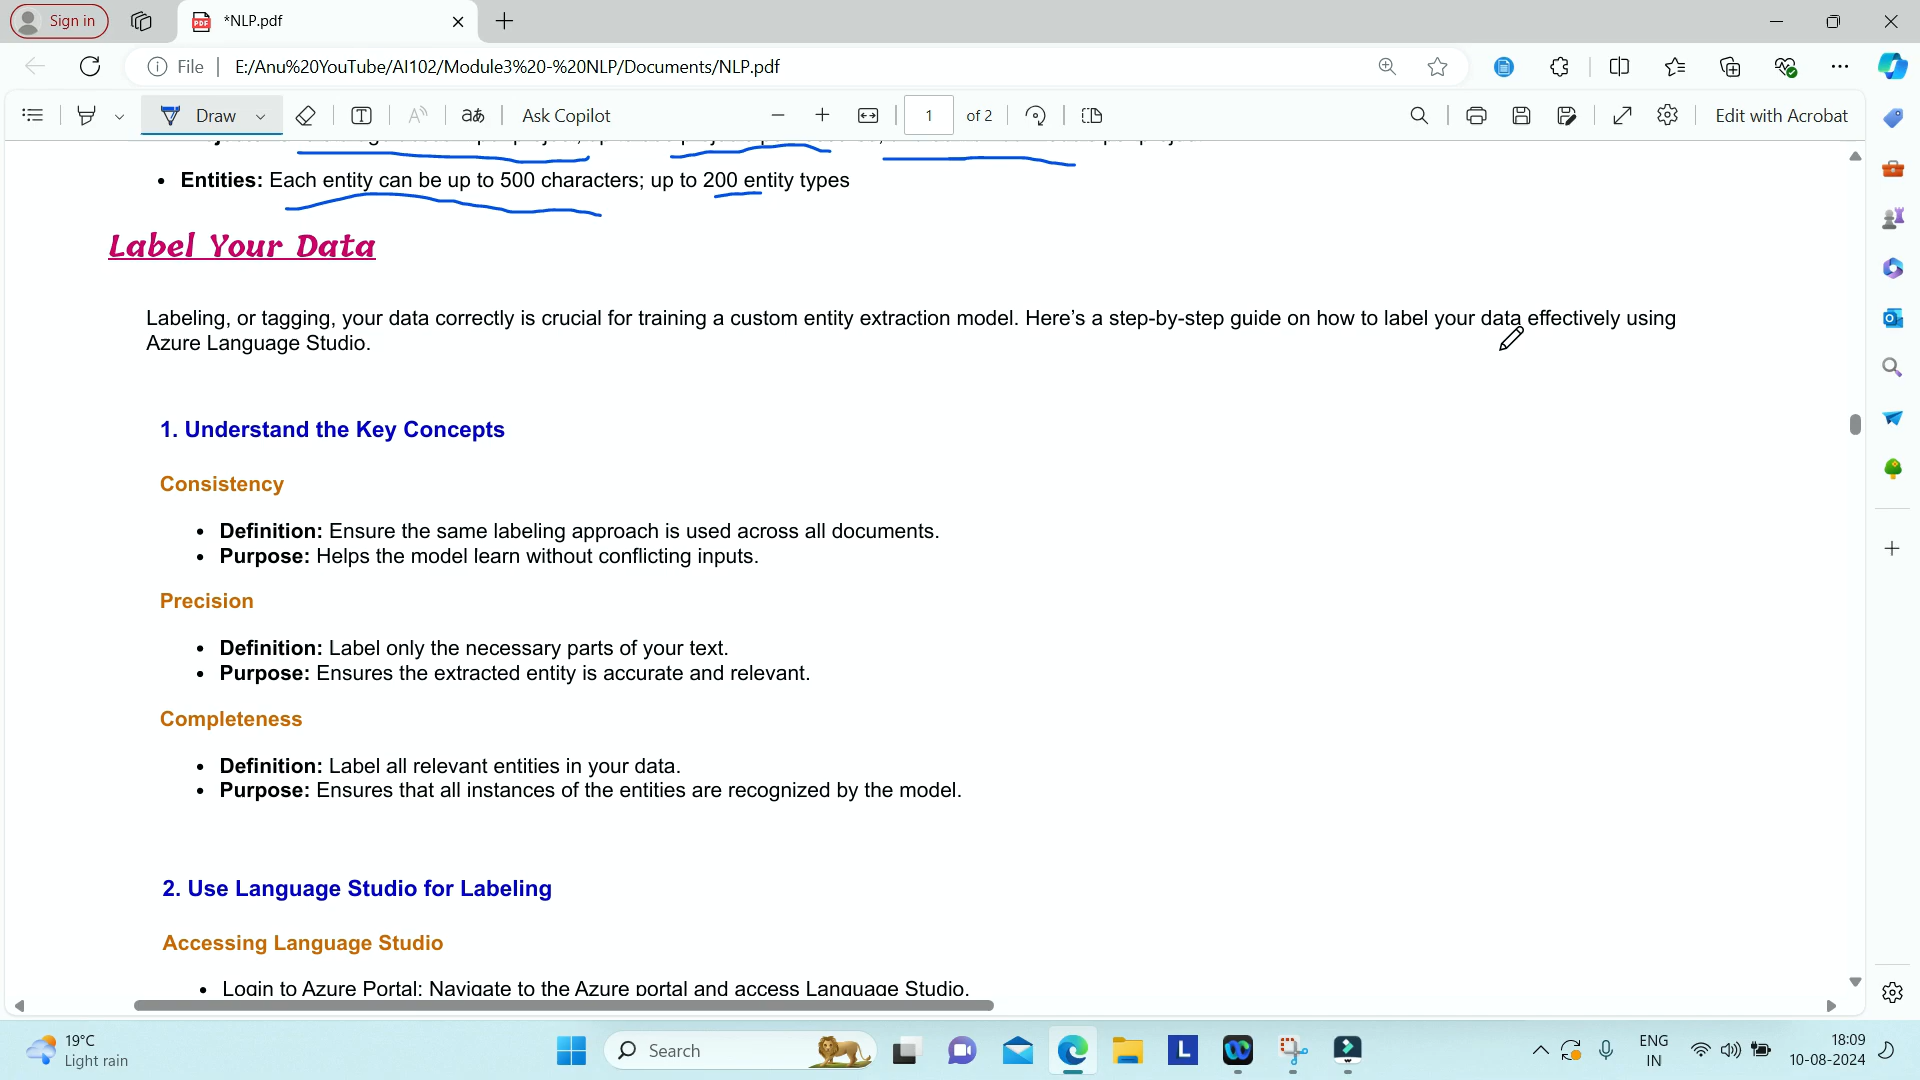 Sign in
*NLP.pdf
File
E:/Anu%20YouTube/AI102/Module3%20-%20NLP/Documents/NLP.pdf
Draw
aあ
Ask Copilot
1
of 2
Edit with Acrobat
• Entities: Each entity can be up to 500 characters; up to 200 entity types
Label Your Data
Labeling, or tagging, your data correctly is crucial for training a custom entity extraction model. Here’s a step-by-step guide on how to label your data effectively using
Azure Language Studio.
1. Understand the Key Concepts
Consistency
• Definition: Ensure the same labeling approach is used across all documents.
• Purpose: Helps the model learn without conflicting inputs.
Precision
• Definition: Label only the necessary parts of your text.
• Purpose: Ensures the extracted entity is accurate and relevant.
Completeness
• Definition: Label all relevant entities in your data.
• Purpose: Ensures that all instances of the entities are recognized by the model.
2. Use Language Studio for Labeling
Accessing Language Studio
• Login to Azure Portal: Navigate to the Azure portal and access Language Studio.
19°C
Light rain
Search
L
ENG
IN
18:09
10-08-2024